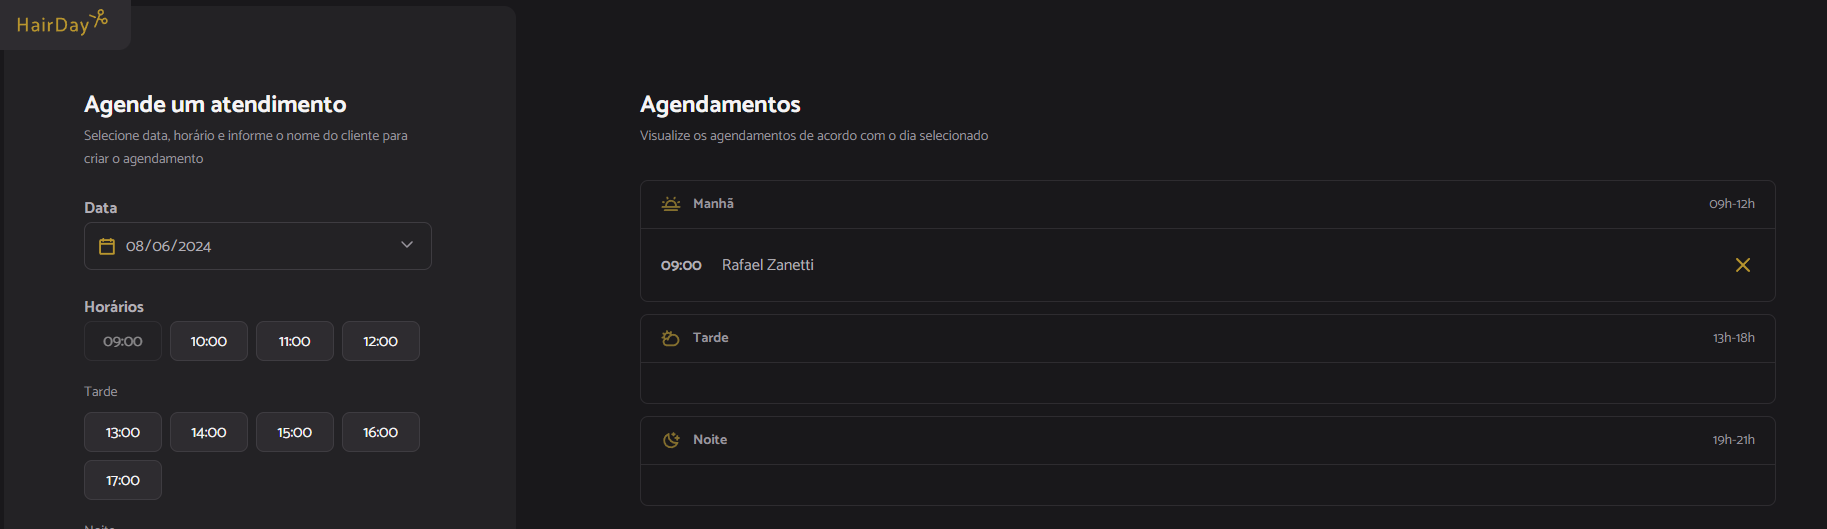 HairDay
Agende um atendimento
Selecione data, horário e informe o nome do cliente para
criar o agendamento
Data
08/06/2024
Horários
09:00 10:00 11:00 12:00
Tarde
13:00 14:00 15:00 16:00
17:00
Noite
Agendamentos
Visualize os agendamentos de acordo com o dia selecionado
Manhã 09h-12h
09:00 Rafael Zanetti
Tarde 13h-18h
Noite 19h-21h